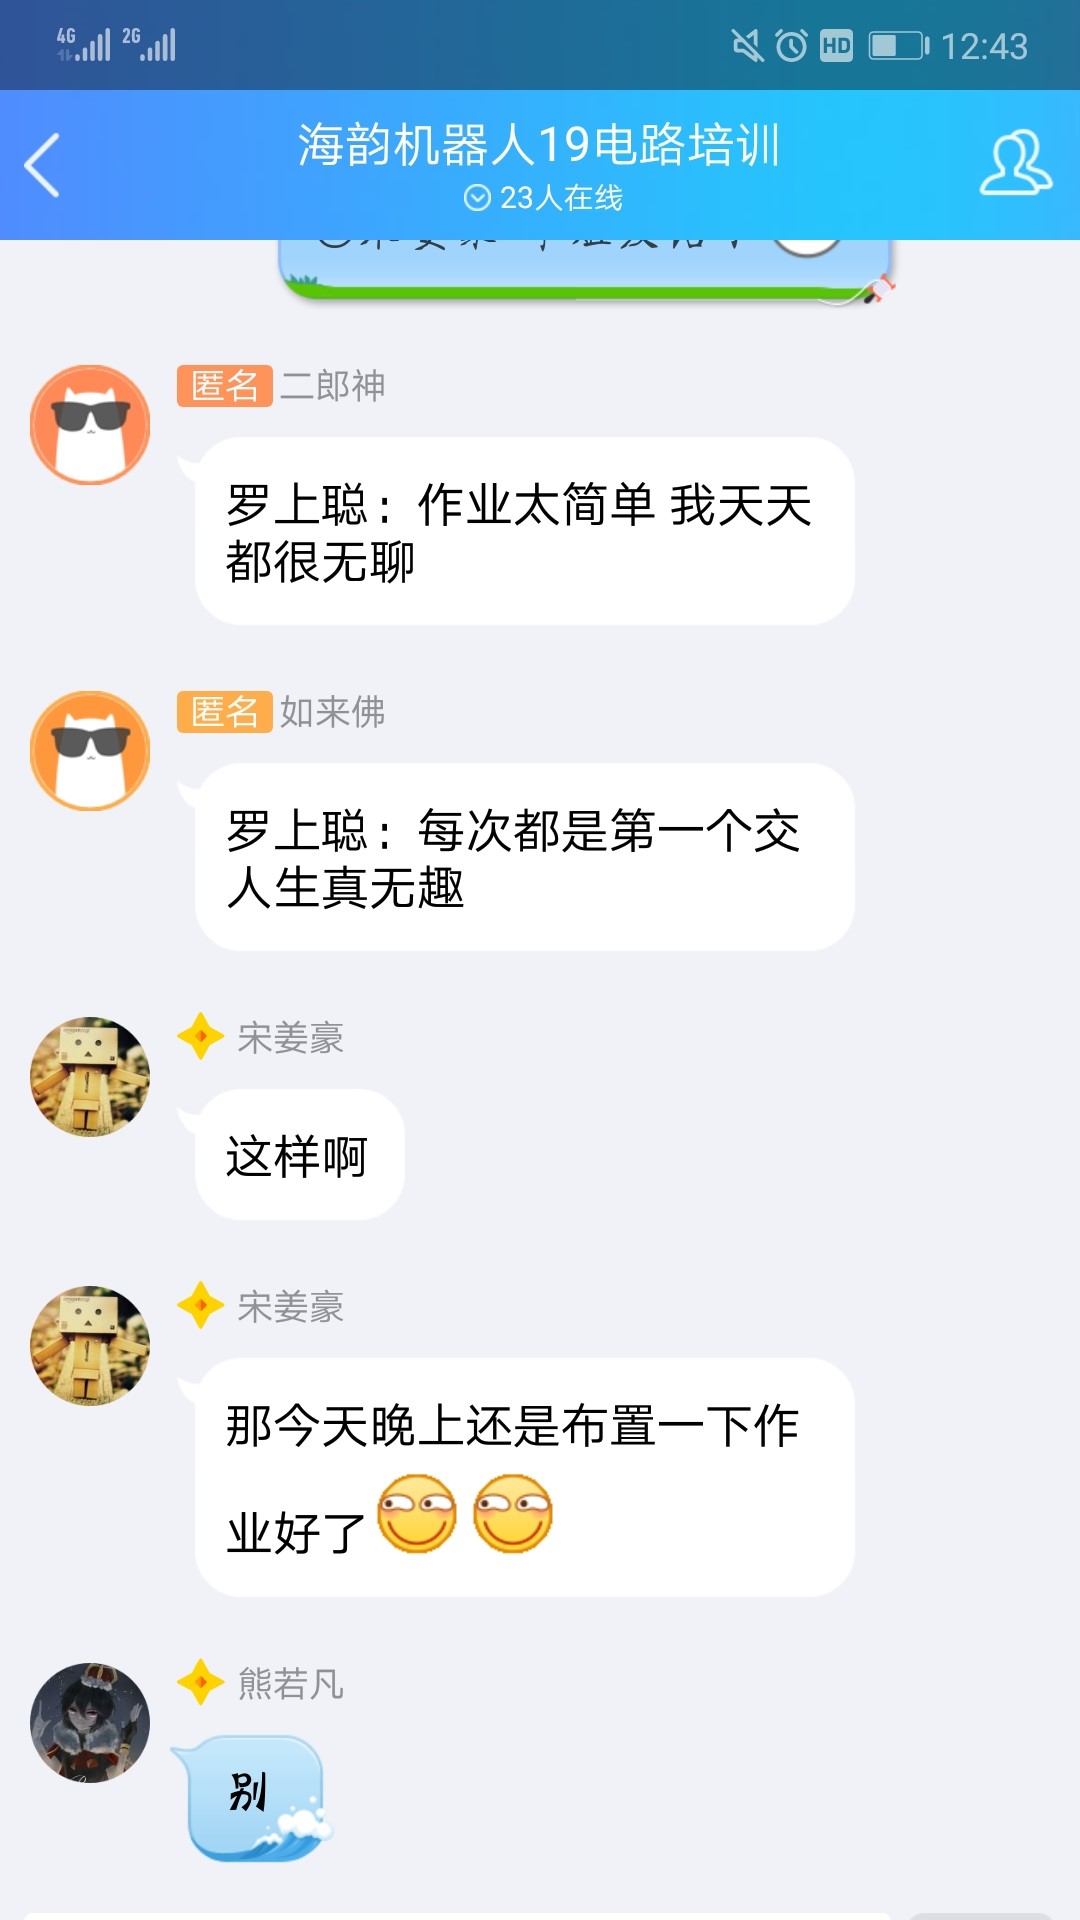 4G 2G HD 12:43
海韵机器人19电路培训
23人在线
匿名 二郎神
罗上聪：作业太简单 我天天
都很无聊
匿名 如来佛
罗上聪：每次都是第一个交
人生真无趣
宋姜豪
这样啊
宋姜豪
那今天晚上还是布置一下作
业好了
熊若凡
别